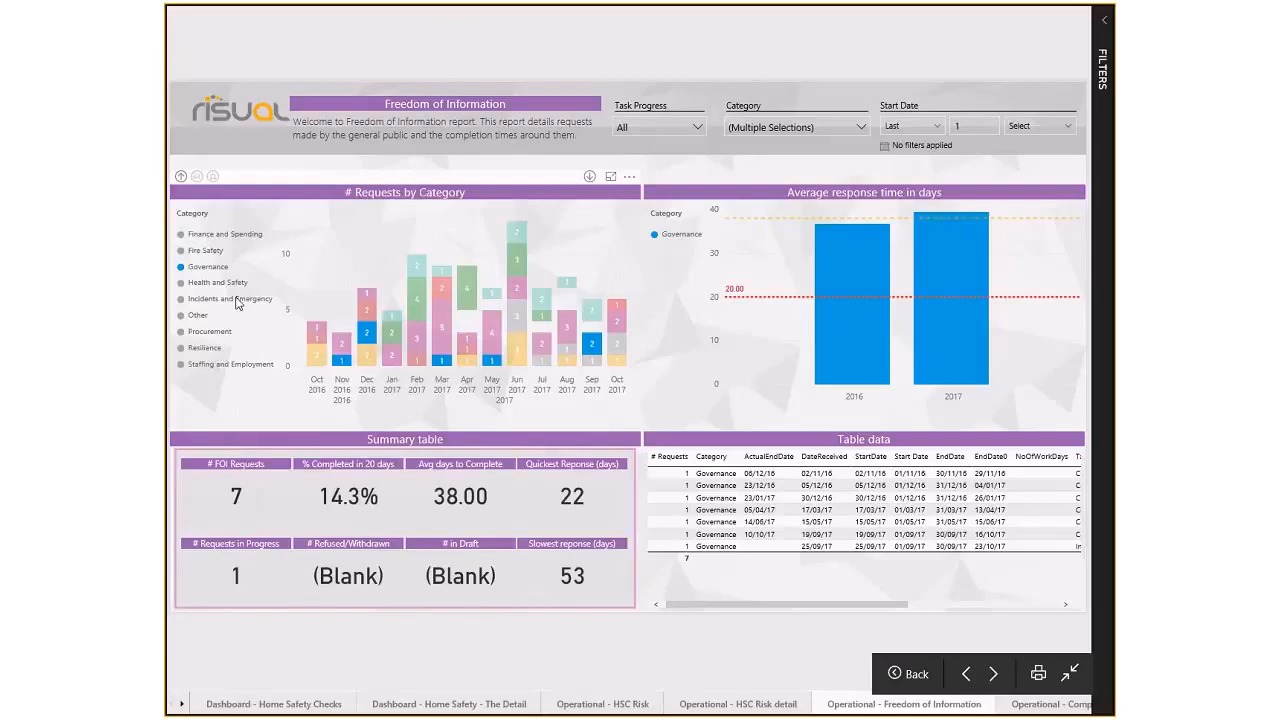 FILTERS
risual
Freedom of Information
Welcome to Freedom of Information report. This report details requests
made by the general public and the completion times around them.
Task Progress
All
Category
(Multiple Selections)
Start Date
Last
1
Select
No filters applied
# Requests by Category
Category
Finance and Spending
Fire Safety
Governance
Health and Safety
Incidents and Emergency
Other
Procurement
Resilience
Staffing and Employment
10
5
0
Oct Nov Dec Jan Feb Mar Apr May Jun Jul Aug Sep Oct
2016 2016 2016 2017 2017 2017 2017 2017 2017 2017 2017 2017 2017
2016 2017
Average response time in days
Category
Governance
40
30
20
10
0
20.00
2016 2017
Summary table
# FOI Requests % Completed in 20 days Avg days to Complete Quickest Reponse (days)
7 14.3% 38.00 22
# Requests in Progress # Refused/Withdrawn # in Draft Slowest reponse (days)
1 (Blank) (Blank) 53
Table data
# Requests Category ActualEndDate DateReceived StartDate Start Date EndDate EndDate0 NoOfWorkDays
1 Governance 06/12/16 02/11/16 02/11/16 01/11/16 30/11/16 29/11/16 C
1 Governance 23/12/16 05/12/16 05/12/16 01/12/16 31/12/16 04/01/17 C
1 Governance 23/01/17 30/12/16 30/12/16 01/12/16 31/12/16 26/01/17 C
1 Governance 05/04/17 17/03/17 17/03/17 01/03/17 31/03/17 13/04/17 C
1 Governance 14/06/17 15/05/17 15/05/17 01/05/17 31/05/17 15/06/17 C
1 Governance 10/10/17 19/09/17 19/09/17 01/09/17 30/09/17 16/10/17 C
1 Governance 25/09/17 25/09/17 01/09/17 30/09/17 23/10/17 In
7
Back
Dashboard - Home Safety Checks
Dashboard - Home Safety - The Detail
Operational - HSC Risk
Operational - HSC Risk detail
Operational - Freedom of Information
Operational - Comp